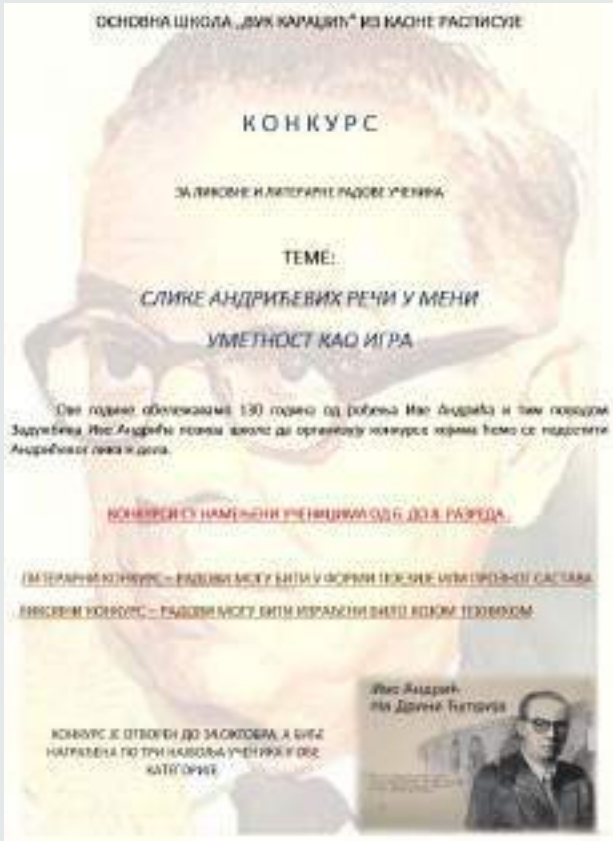 ОСНОВНА ШКОЛА „ВУК КАРАЏИЋ“ ИЗ КАОНЕ РАСПИСУЈЕ
КОНКУРС
ЗА ЛИКОВНЕ И ЛИТЕРАРНЕ РАДОВЕ УЧЕНИКА
ТЕМЕ:
СЛИКЕ АНДРИЋЕВИХ РЕЧИ У МЕНИ
УМЕТНОСТ КАО ИГРА
Ове године обележавамо 130 година од рођења Иве Андрића и тим поводом
Задужбина Иве Андрића позива школе да организују конкурсе којима ћемо се подсетити
Андрићевог лика и дела.
КОНКУРСИ СУ НАМЕЊЕНИ УЧЕНИЦИМА ОД 6. ДО 8. РАЗРЕДА.
ЛИТЕРАРНИ КОНКУРС – РАДОВИ МОГУ БИТИ У ФОРМИ ПОЕЗИЈЕ ИЛИ ПРОЗНОГ САСТАВА
ЛИКОВНИ КОНКУРС – РАДОВИ МОГУ БИТИ ИЗРАЂЕНИ БИЛО КОЈОМ ТЕХНИКОМ
Иво Андрић
На Дрини ћуприја
КОНКУРС ЈЕ ОТВОРЕН ДО ОКТОБРА, А БИЋЕ
НАГРАЂЕНА ПО ТРИ НАЈБОЉА УЧЕНИКА У ОБЕ
КАТЕГОРИЈЕ